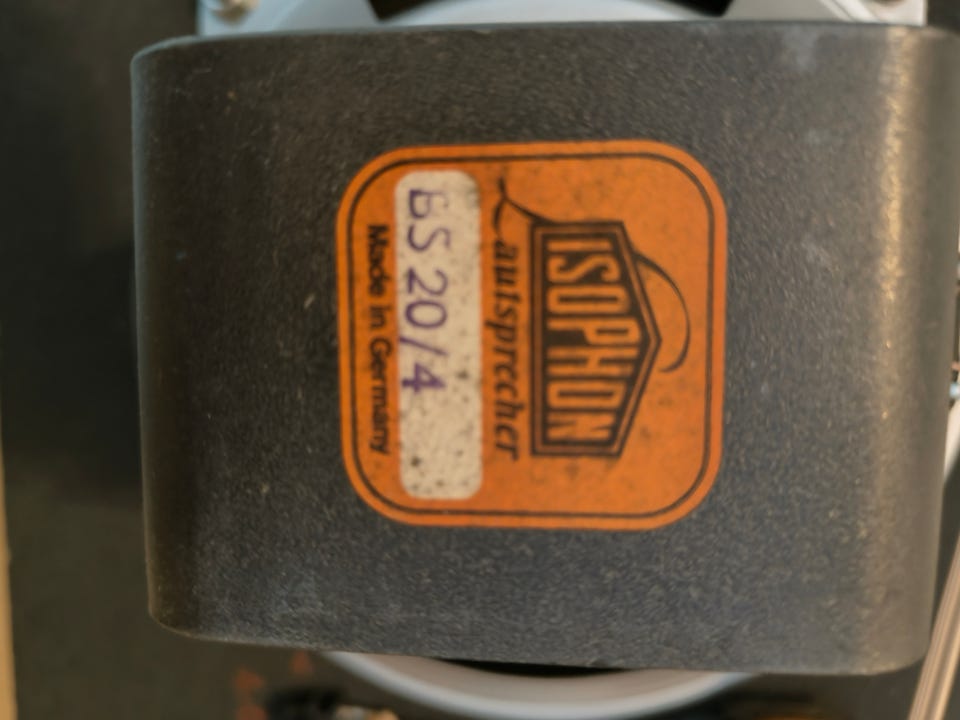 ISOPHON
Lautsprecher
BS 20/4
Made in Germany